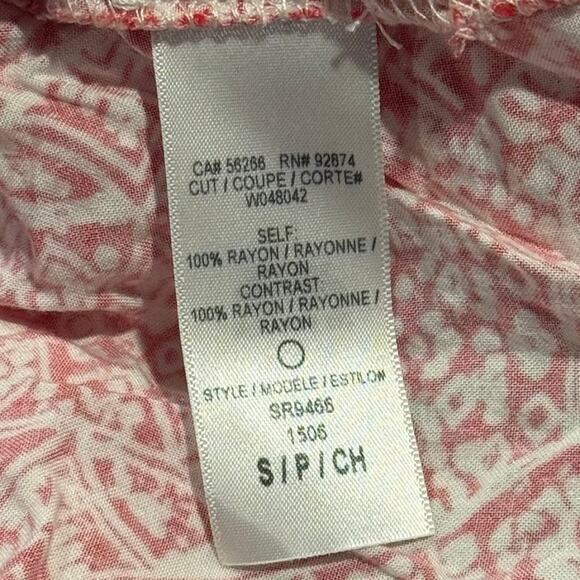 CA# 56266 RN# 92874
CUT / COUPE / CORTE#
W048042
SELF:
100% RAYON / RAYONNE /
RAYON
CONTRAST:
100% RAYON / RAYONNE /
RAYON
STYLE / MODELE / ESTILO#
SR9466
1506
S / P / CH